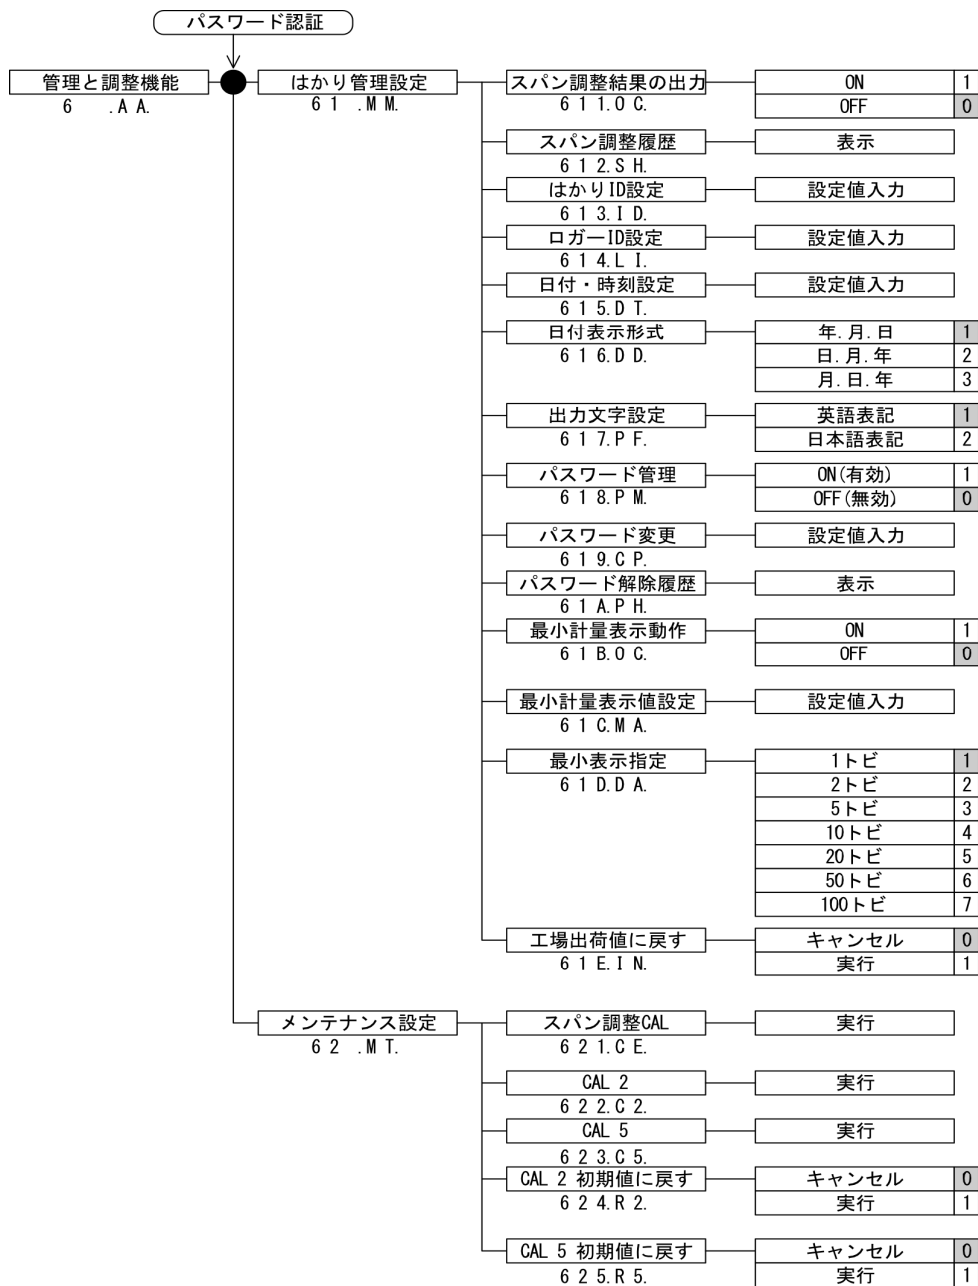 パスワード認証
管理と調整機能 はかり管理設定 スパン調整結果の出力 ON 1
6 .A A. 6 1 .M M. 6 1 1.O C. OFF 0
スパン調整履歴 表示
6 1 2.S H.
はかりID設定 設定値入力
6 1 3.I D.
ロガーID設定 設定値入力
6 1 4.L I.
日付・時刻設定 設定値入力
6 1 5.D T.
日付表示形式 年.月.日 1
6 1 6.D D. 日.月.年 2
月.日.年 3
出力文字設定 英語表記 1
6 1 7.P F. 日本語表記 2
パスワード管理 ON(有効) 1
6 1 8.P M. OFF(無効) 0
パスワード変更 設定値入力
6 1 9.C P.
パスワード解除履歴 表示
6 1 A.P H.
最小計量表示動作 ON 1
6 1 B.O C. OFF 0
最小計量表示値設定 設定値入力
6 1 C.M A.
最小表示指定 1トビ 1
6 1 D.D A. 2トビ 2
5トビ 3
10トビ 4
20トビ 5
50トビ 6
100トビ 7
工場出荷値に戻す キャンセル 0
6 1 E.I N. 実行 1
メンテナンス設定 スパン調整CAL 実行
6 2 .M T. 6 2 1.C E.
CAL 2 実行
6 2 2.C 2.
CAL 5 実行
6 2 3.C 5.
CAL 2 初期値に戻す キャンセル 0
6 2 4.R 2. 実行 1
CAL 5 初期値に戻す キャンセル 0
6 2 5.R 5. 実行 1